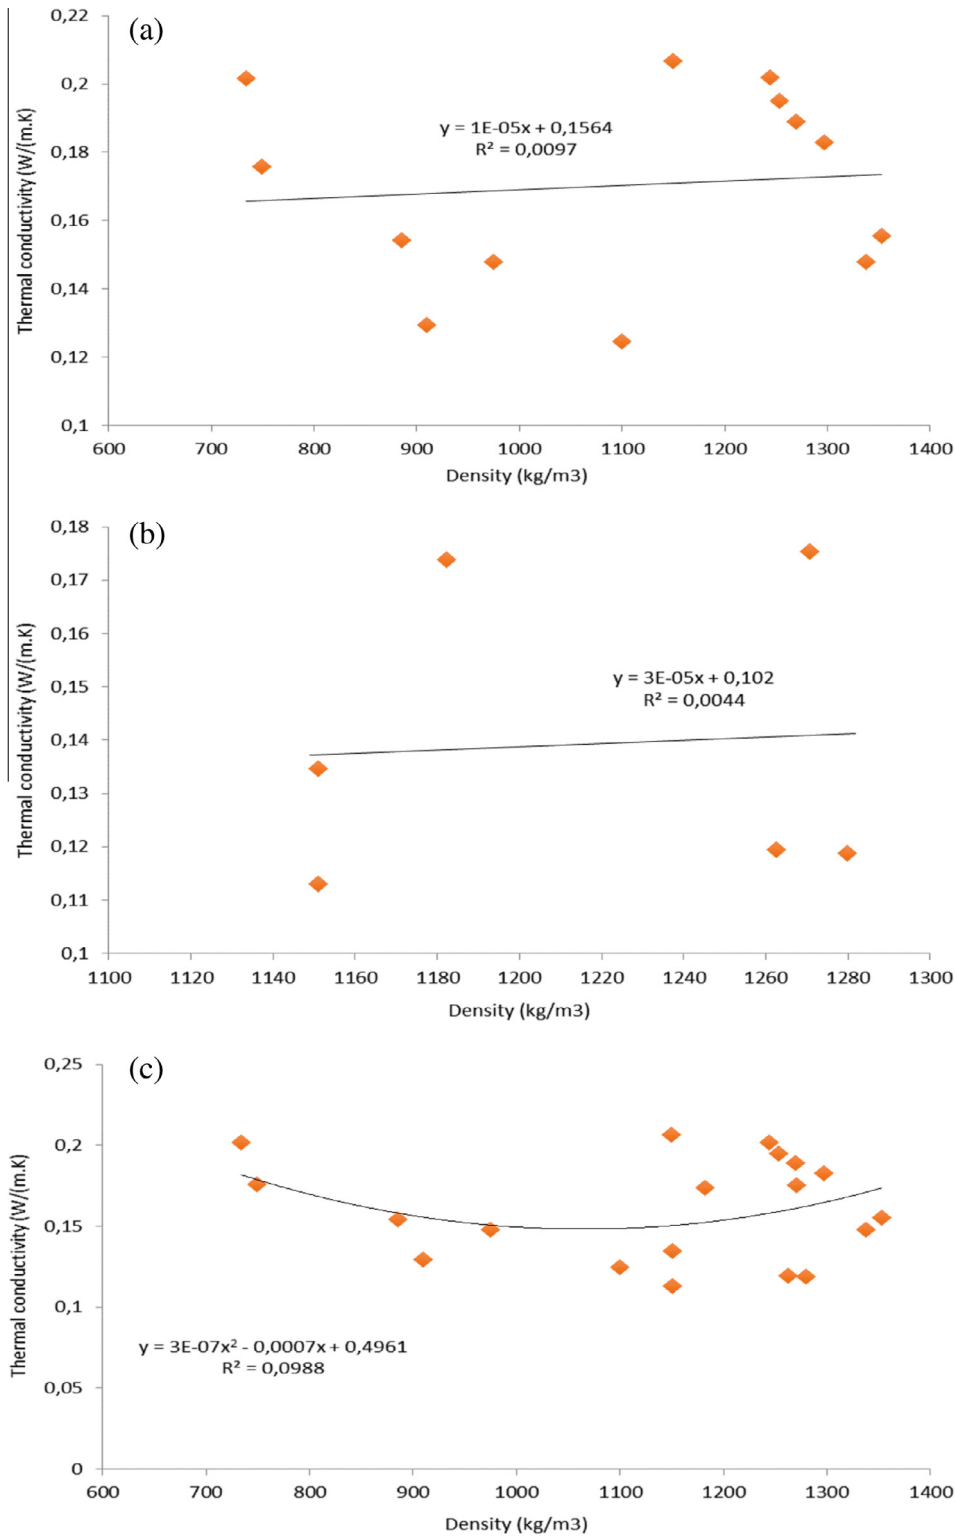 (a)
0,22
0,2
0,18
0,16
0,14
0,12
0,1
Thermal conductivity (W/(m.K)
y = 1E-05x + 0,1564
R² = 0,0097
600 700 800 900 1000 1100 1200 1300 1400
Density (kg/m3)
(b)
0,18
0,17
0,16
0,15
0,14
0,13
0,12
0,11
0,1
Thermal conductivity (W/(m.K)
y = 3E-05x + 0,102
R² = 0,0044
1100 1120 1140 1160 1180 1200 1220 1240 1260 1280 1300
Density (kg/m3)
(c)
0,25
0,2
0,15
0,1
0,05
0
Thermal conductivity (W/(m.K)
y = 3E-07x² - 0,0007x + 0,4961
R² = 0,0988
600 700 800 900 1000 1100 1200 1300 1400
Density (kg/m3)